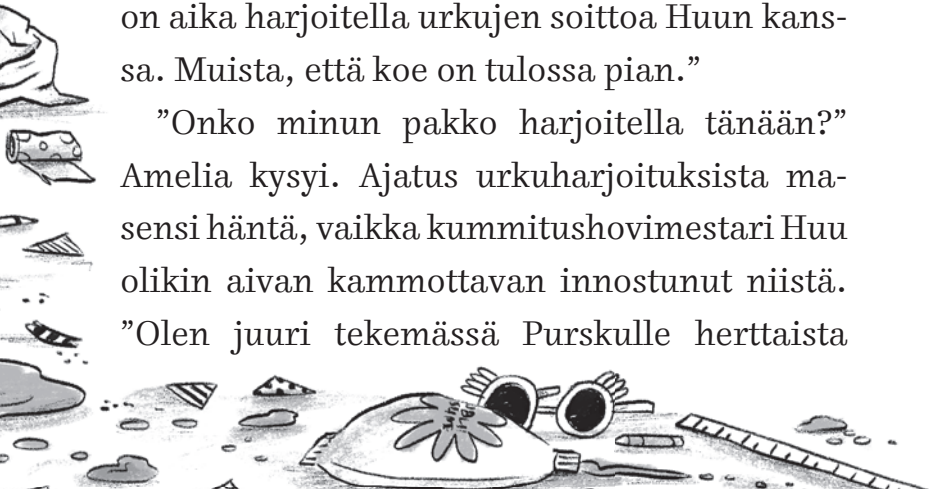 on aika harjoitella urkujen soittoa Huun kans-
sa. Muista, että koe on tulossa pian.”
”Onko minun pakko harjoitella tänään?”
Amelia kysyi. Ajatus urkuharjoituksista ma-
sensi häntä, vaikka kummitushovimestari Huu
olikin aivan kammottavan innostunut niistä.
”Olen juuri tekemässä Purskulle herttaista